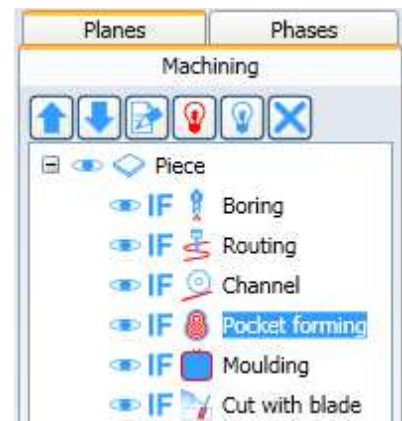 Planes Phases
Machining
Piece
IF Boring
IF Routing
IF Channel
IF Pocket forming
IF Moulding
IF Cut with blade